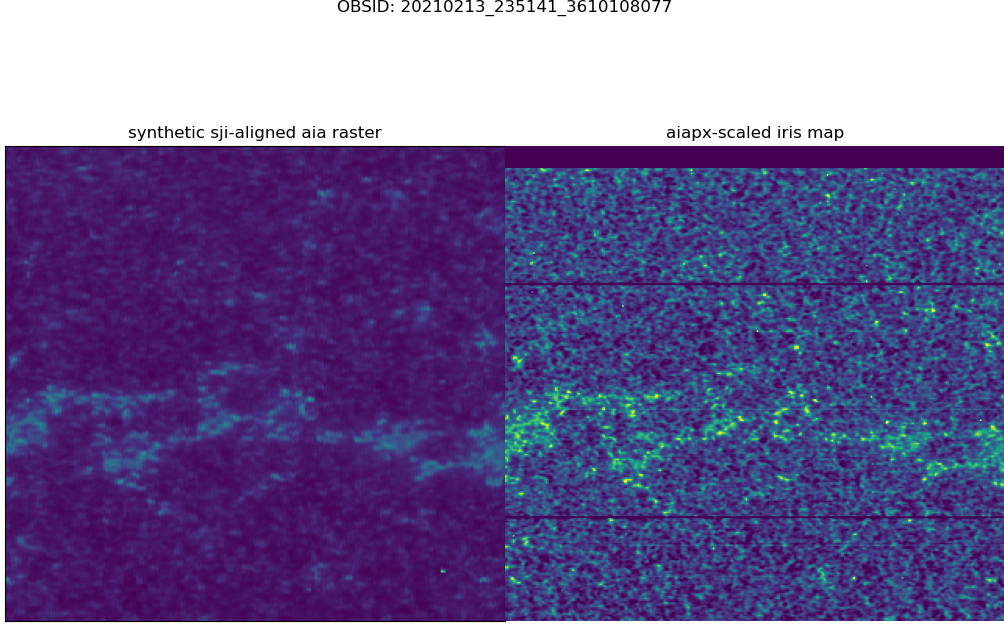 OBSID: 20210213_235141_3610108077
synthetic sji-aligned aia raster
aiapx-scaled iris map